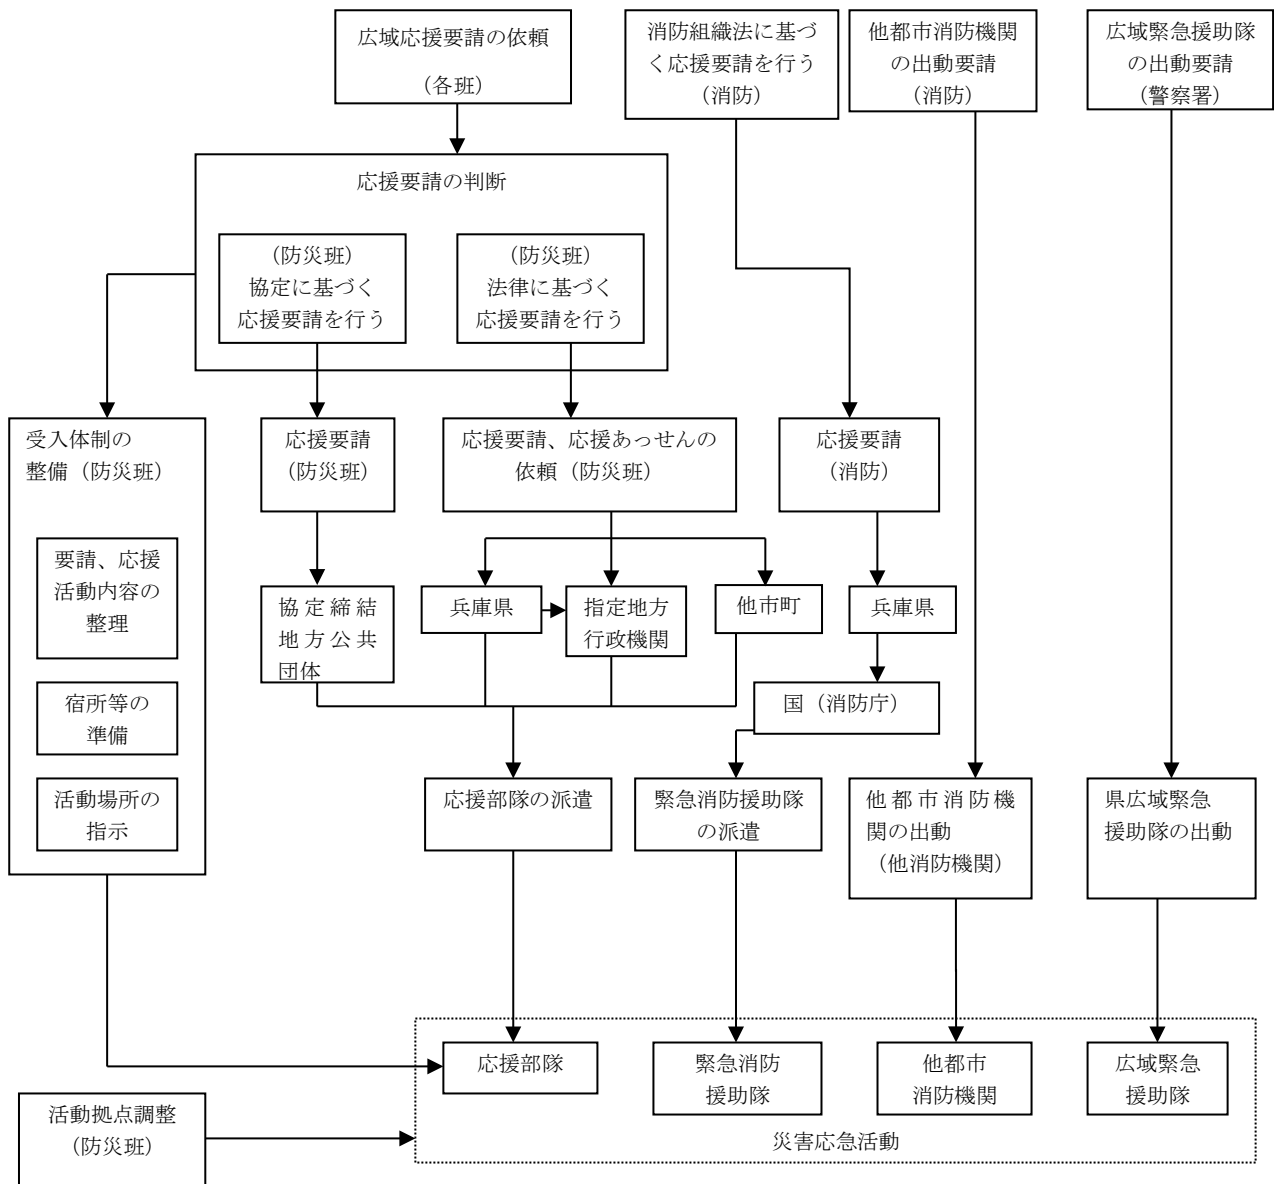 広域応援要請の依頼
（各班）
消防組織法に基づ
く応援要請を行う
（消防）
他都市消防機関
の出動要請
（消防）
広域緊急援助隊
の出動要請
（警察署）
応援要請の判断
（防災班）
協定に基づく
応援要請を行う
（防災班）
法律に基づく
応援要請を行う
受入体制の
整備（防災班）
応援要請
（防災班）
応援要請、応援あっせんの
依頼（防災班）
応援要請
（消防）
要請、応援
活動内容の
整理
宿所等の
準備
活動場所の
指示
協定締結
地方公共
団体
兵庫県
指定地方
行政機関
他市町
兵庫県
国（消防庁）
応援部隊の派遣
緊急消防援助隊
の派遣
他都市消防機
関の出動
（他消防機関）
県広域緊急
援助隊の出動
応援部隊
緊急消防
援助隊
他都市
消防機関
広域緊急
援助隊
活動拠点調整
（防災班）
災害応急活動